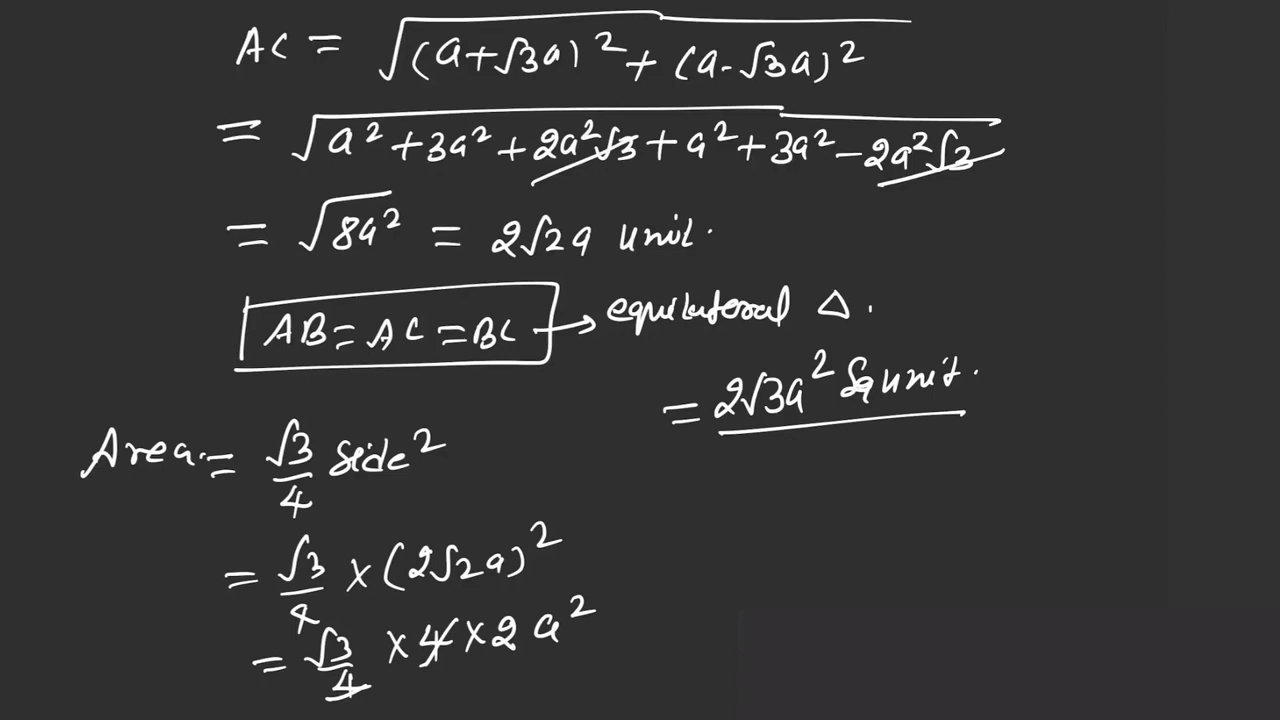 AC = √(a+√3a)² + (a-√3a)²
= √a² + 3a² + 2a²√3 + a² + 3a² - 2a²√3
= √8a² = 2√2a unit.
AB = AC = BC → equilateral Δ.
Area = √3/4 side²
= √3/4 × (2√2a)²
= √3/4 × 4 × 2a²
= 2√3a² Sq unit.